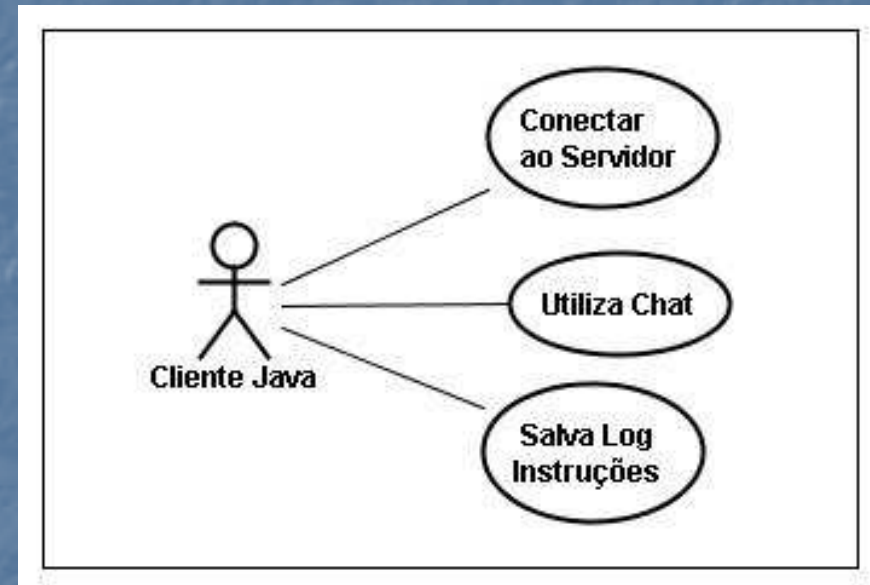 Conectar
ao Servidor
Utiliza Chat
Cliente Java
Salva Log
Instruções